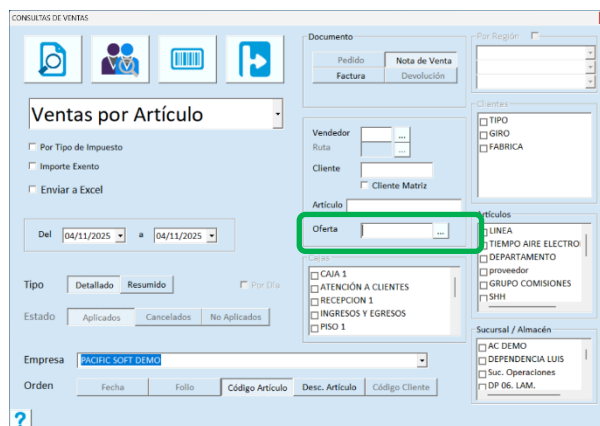 CONSULTAS DE VENTAS
Documento
Pedido Nota de Venta
Factura Devolución
Por Región
Ventas por Artículo
Por Tipo de Impuesto
Importe Exento
Enviar a Excel
Vendedor ...
Ruta ...
Cliente
Cliente Matriz
Artículo
Oferta ...
Clientes
TIPO
GIRO
FABRICA
Del 04/11/2025 a 04/11/2025
Tipo Detallado Resumido Por Día
Estado Aplicados Cancelados No Aplicados
Cajas
CAJA 1
ATENCIÓN A CLIENTES
RECEPCION 1
INGRESOS Y EGRESOS
PISO 1
Artículos
LINEA
TIEMPO AIRE ELECTRO
DEPARTAMENTO
proveedor
GRUPO COMISIONES
SHH
Sucursal / Almacén
AC DEMO
DEPENDENCIA LUIS
Suc. Operaciones
DP 06. LAM.
Empresa PACIFIC SOFT DEMO
Orden Fecha Folio Código Artículo Desc. Artículo Código Cliente
?